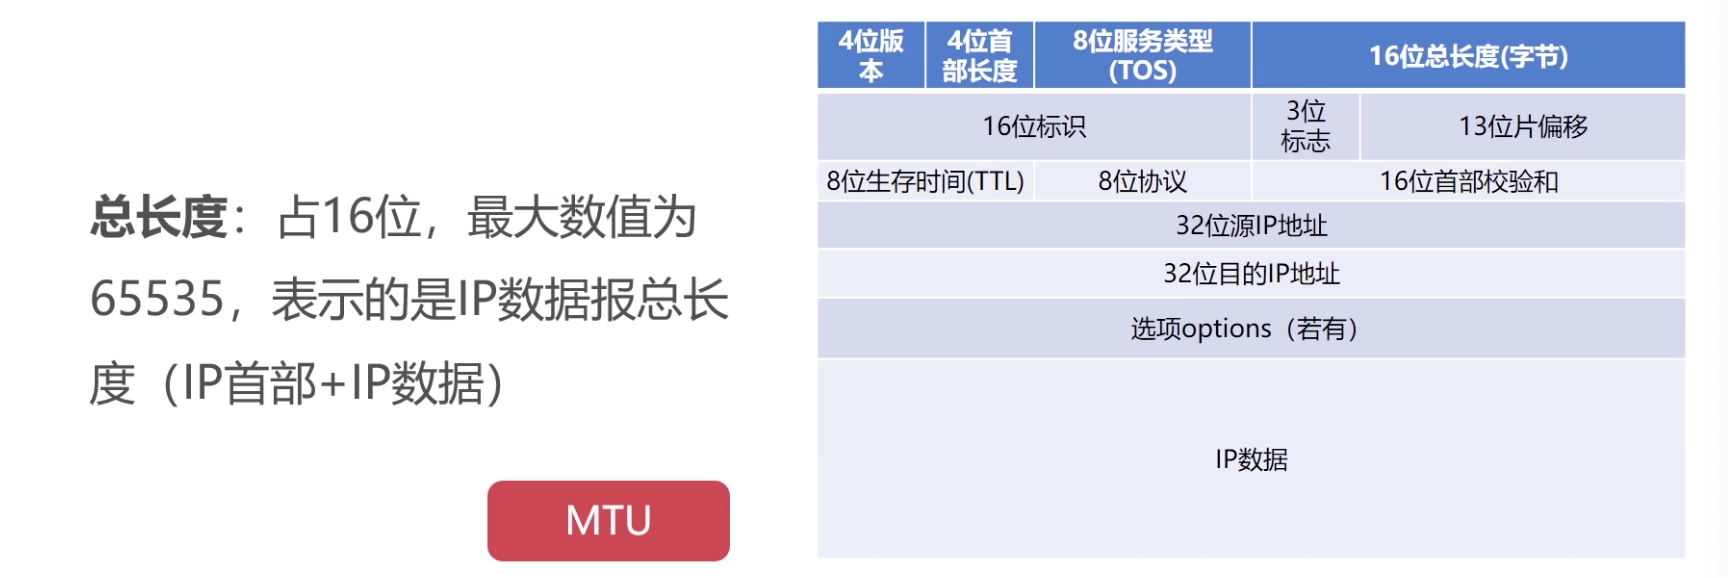 总长度：占16位，最大数值为
65535，表示的是IP数据报总长
度（IP首部+IP数据）
MTU
4位版
本
4位首
部长度
8位服务类型
(TOS)
16位总长度(字节)
16位标识
3位
标志
13位片偏移
8位生存时间(TTL)
8位协议
16位首部校验和
32位源IP地址
32位目的IP地址
选项options（若有）
IP数据